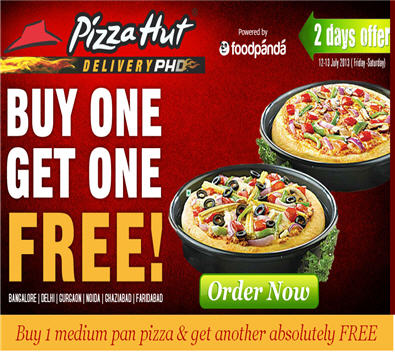 Pizza Hut
DELIVERY PHD
Powered by
foodpanda
2 days offer
12-13 July 2013 ( Friday -Saturday)
BUY ONE
GET ONE
FREE!
BANGALORE | DELHI | GURGAON | NOIDA | GHAZIABAD | FARIDABAD
Order Now
Buy 1 medium pan pizza & get another absolutely FREE